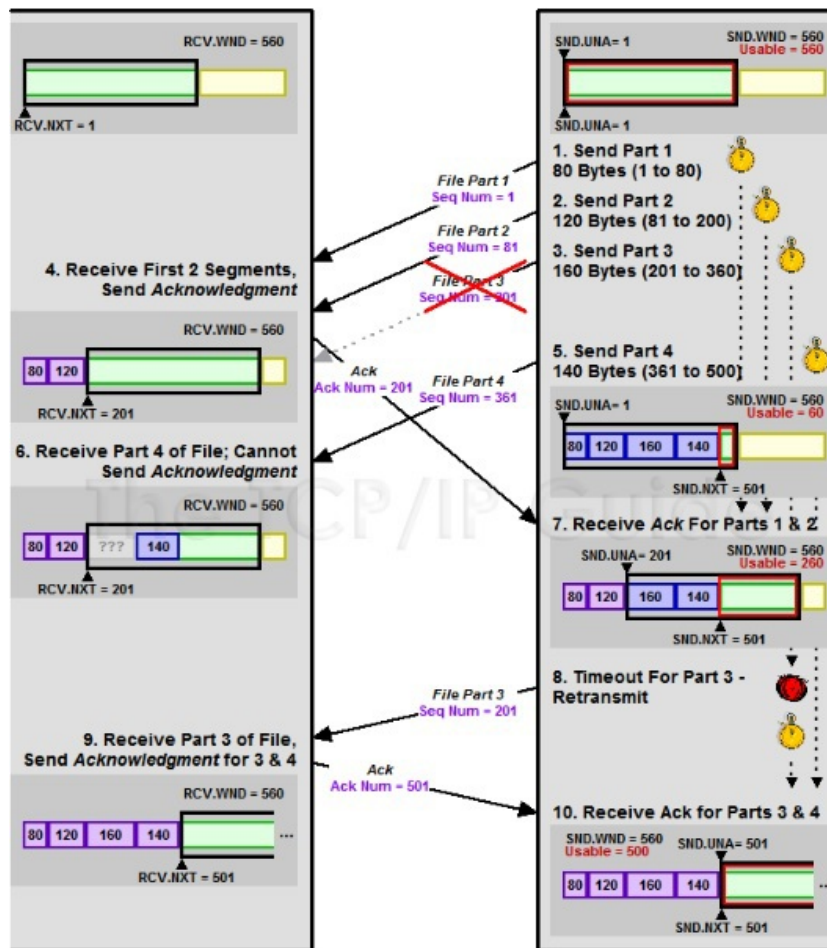 RCV.WND = 560
RCV.NXT = 1
SND.UNA= 1
SND.WND = 560
Usable = 560
SND.UNA= 1
1. Send Part 1
80 Bytes (1 to 80)
File Part 1
Seq Num = 1
2. Send Part 2
120 Bytes (81 to 200)
File Part 2
Seq Num = 81
3. Send Part 3
160 Bytes (201 to 360)
File Part 3
Seq Num = 201
4. Receive First 2 Segments,
Send Acknowledgment
RCV.WND = 560
80 120
RCV.NXT = 201
Ack
Ack Num = 201
5. Send Part 4
140 Bytes (361 to 500)
File Part 4
Seq Num = 361
SND.UNA= 1
SND.WND = 560
Usable = 60
80 120 160 140
SND.NXT = 501
6. Receive Part 4 of File; Cannot
Send Acknowledgment
RCV.WND = 560
80 120 ??? 140
RCV.NXT = 201
The TCP/IP Guide
7. Receive Ack For Parts 1 & 2
SND.UNA= 201
SND.WND = 560
Usable = 260
80 120 160 140
SND.NXT = 501
8. Timeout For Part 3 -
Retransmit
File Part 3
Seq Num = 201
9. Receive Part 3 of File,
Send Acknowledgment for 3 & 4
RCV.WND = 560
80 120 160 140 ...
RCV.NXT = 501
Ack
Ack Num = 501
10. Receive Ack for Parts 3 & 4
SND.WND = 560
Usable = 500
SND.UNA= 501
80 120 160 140 ...
SND.NXT = 501